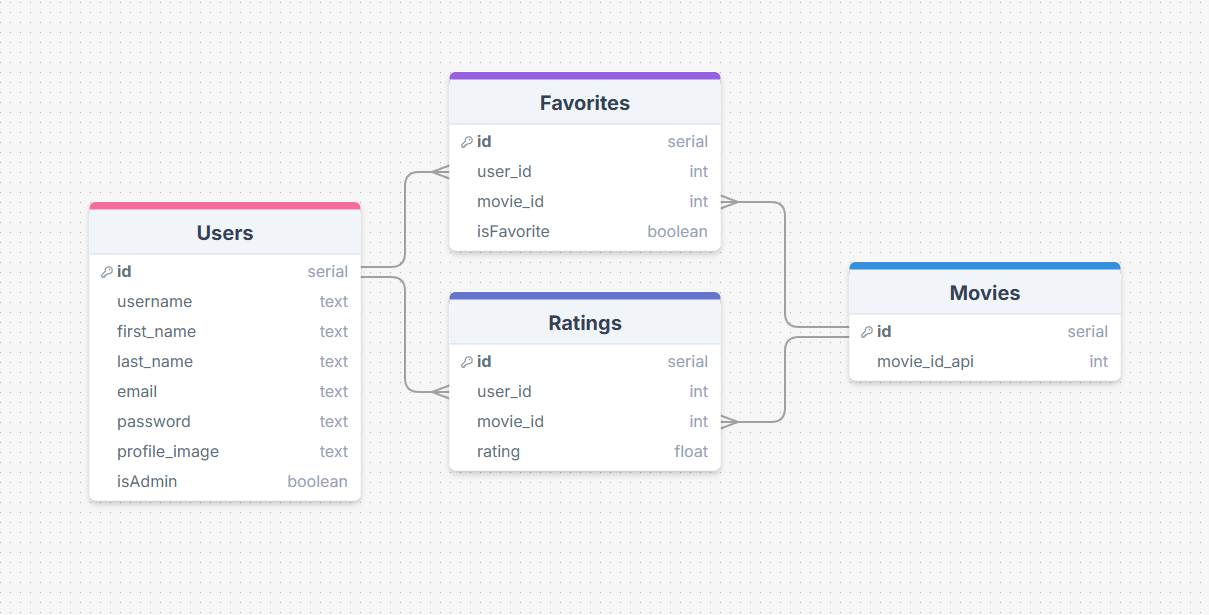 Users
id serial
username text
first_name text
last_name text
email text
password text
profile_image text
isAdmin boolean
Favorites
id serial
user_id int
movie_id int
isFavorite boolean
Ratings
id serial
user_id int
movie_id int
rating float
Movies
id serial
movie_id_api int